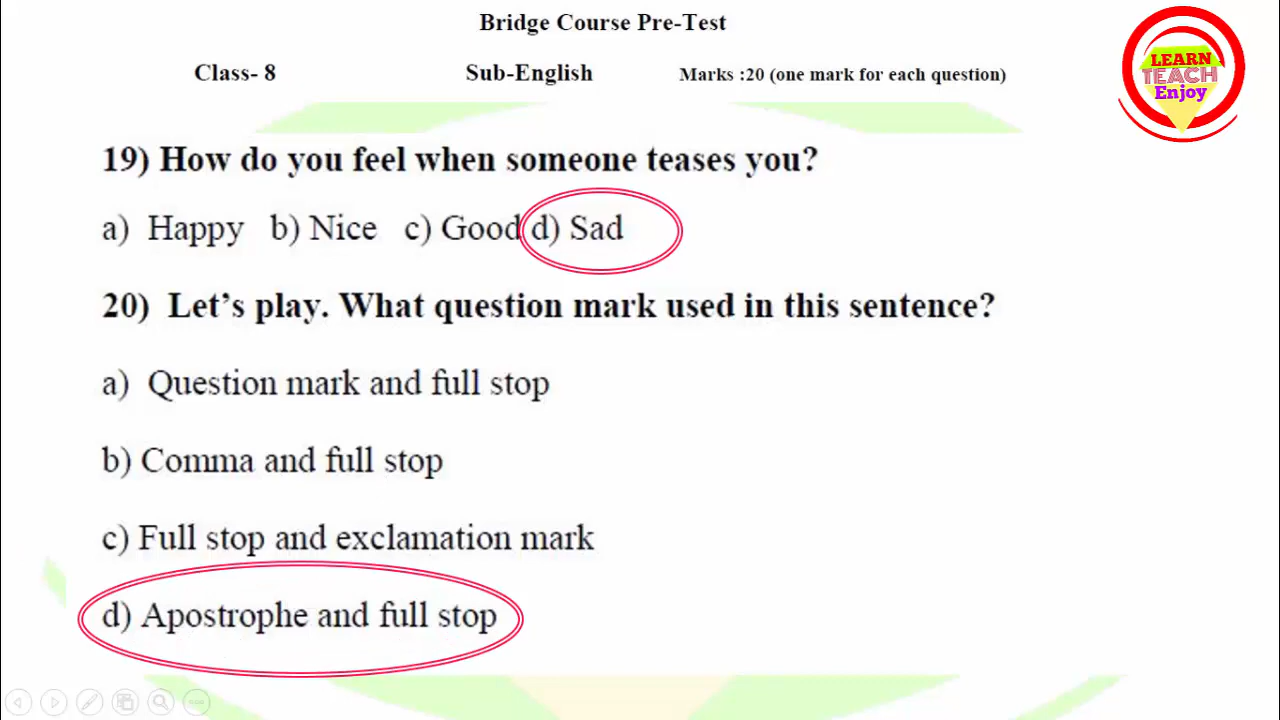 Bridge Course Pre-Test
Class- 8 Sub-English Marks :20 (one mark for each question)
LEARN
TEACH
Enjoy
19) How do you feel when someone teases you?
a) Happy b) Nice c) Good d) Sad
20) Let’s play. What question mark used in this sentence?
a) Question mark and full stop
b) Comma and full stop
c) Full stop and exclamation mark
d) Apostrophe and full stop